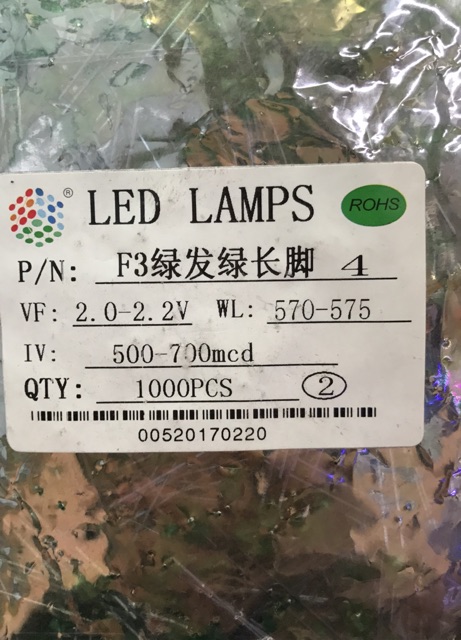 ® LED LAMPS ROHS
P/N: F3绿发绿长脚 4
VF: 2.0-2.2V WL: 570-575
IV: 500-700mcd
QTY: 1000PCS ②
00520170220